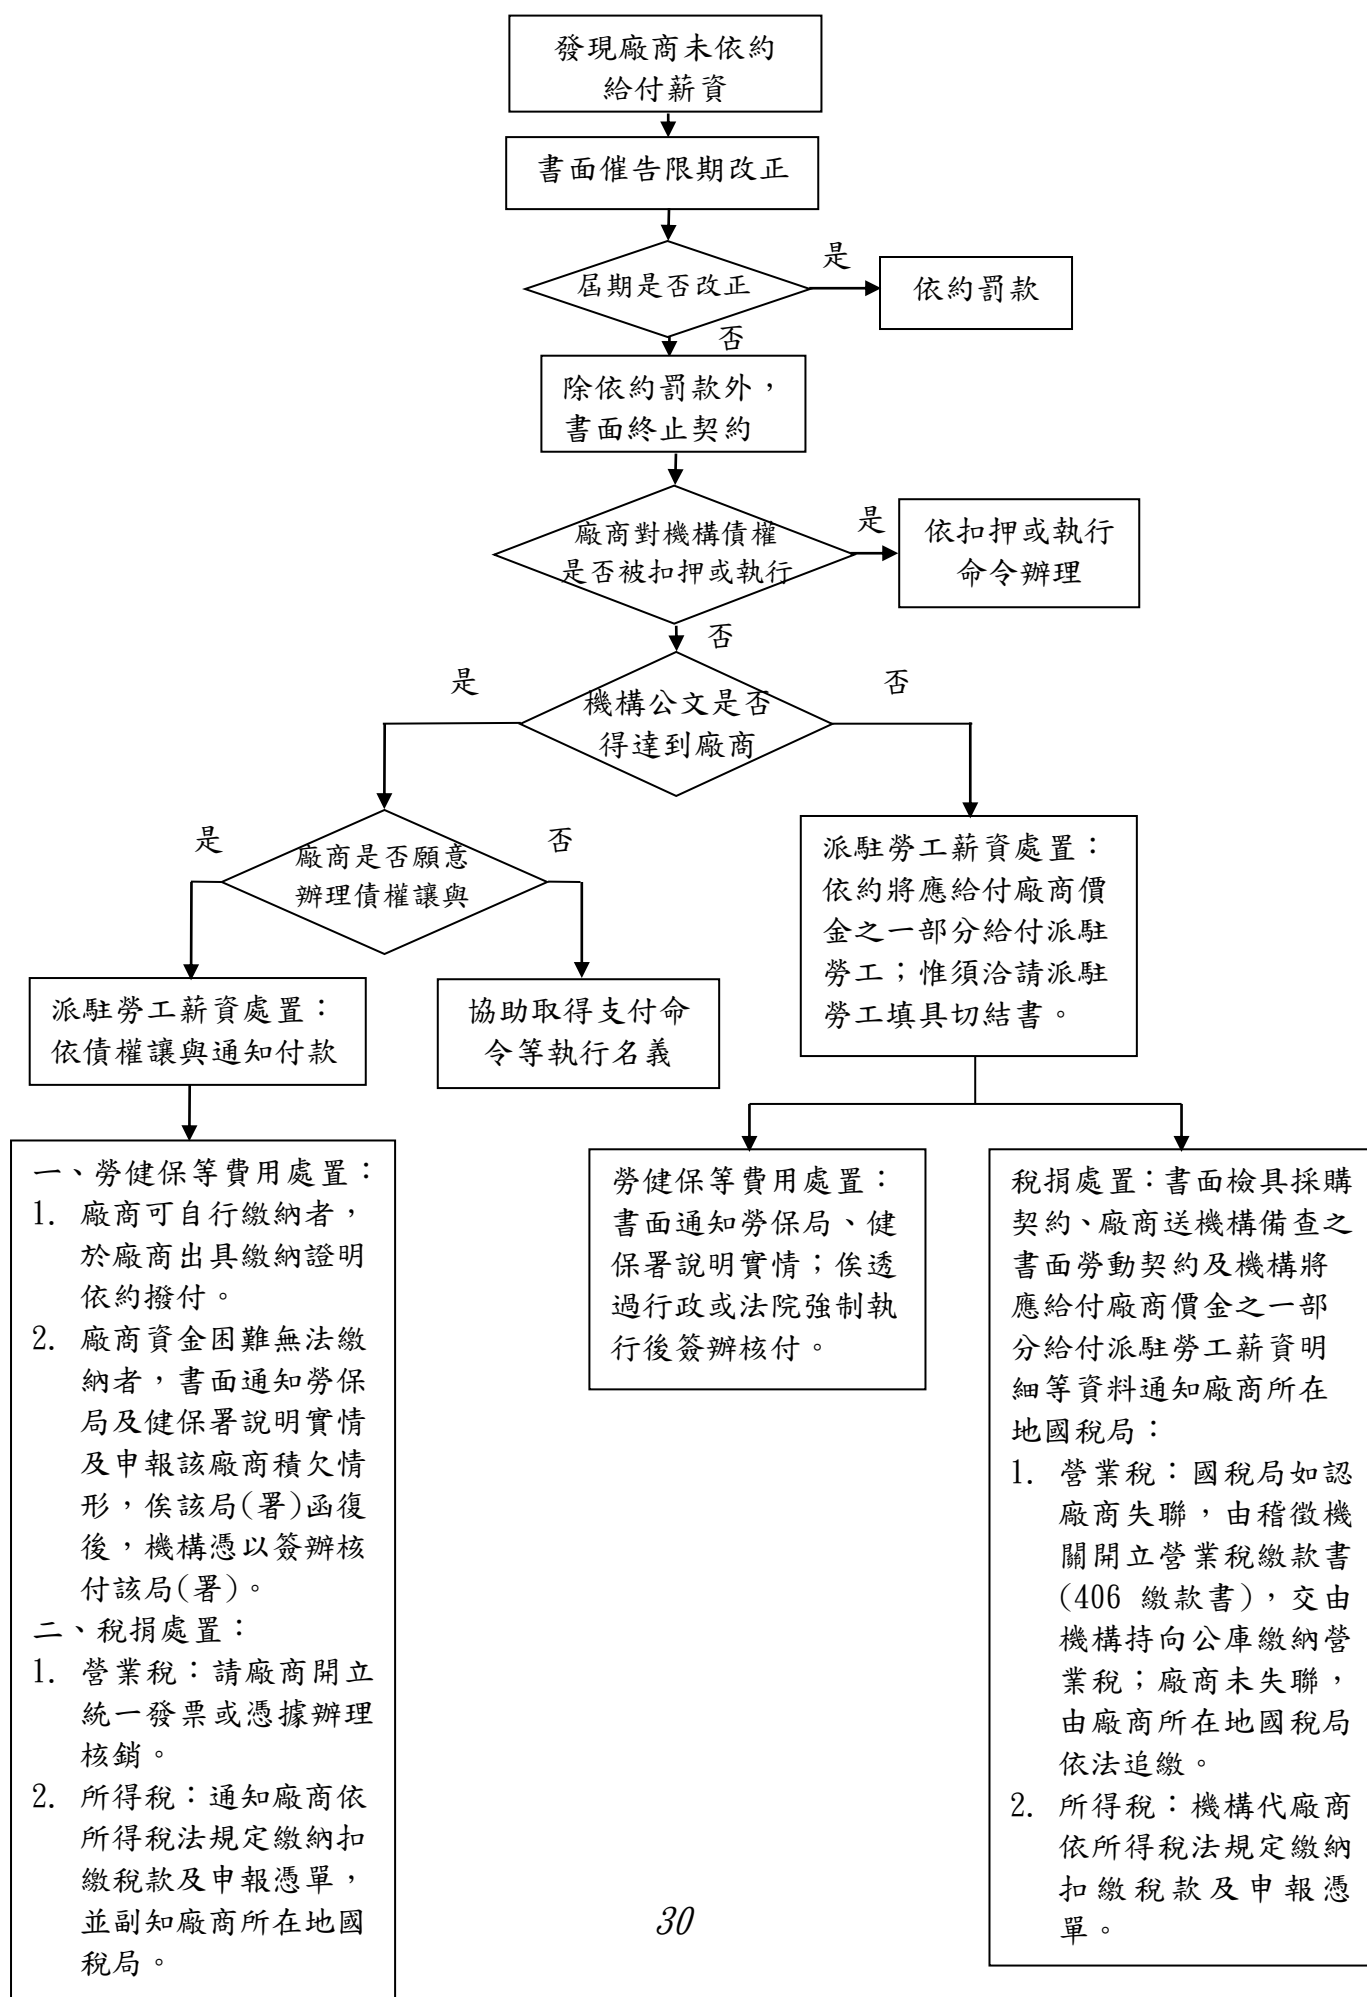 發現廠商未依約
給付薪資
書面催告限期改正
屆期是否改正
是
依約罰款
否
除依約罰款外，
書面終止契約
廠商對機構債權
是否被扣押或執行
是
依扣押或執行
命令辦理
否
機構公文是否
得達到廠商
是
否
廠商是否願意
辦理債權讓與
是
否
派駐勞工薪資處置：
依債權讓與通知付款
協助取得支付命
令等執行名義
派駐勞工薪資處置：
依約將應給付廠商價
金之一部分給付派駐
勞工；惟須洽請派駐
勞工填具切結書。
一、勞健保等費用處置：
1. 廠商可自行繳納者，
於廠商出具繳納證明
依約撥付。
2. 廠商資金困難無法繳
納者，書面通知勞保
局及健保署說明實情
及申報該廠商積欠情
形，俟該局(署)函復
後，機構憑以簽辦核
付該局(署)。
二、稅捐處置：
1. 營業稅：請廠商開立
統一發票或憑據辦理
核銷。
2. 所得稅：通知廠商依
所得稅法規定繳納扣
繳稅款及申報憑單，
並副知廠商所在地國
稅局。
勞健保等費用處置：
書面通知勞保局、健
保署說明實情；俟透
過行政或法院強制執
行後簽辦核付。
稅捐處置：書面檢具採購
契約、廠商送機構備查之
書面勞動契約及機構將
應給付廠商價金之一部
分給付派駐勞工薪資明
細等資料通知廠商所在
地國稅局：
1. 營業稅：國稅局如認
廠商失聯，由稽徵機
關開立營業稅繳款書
(406 繳款書)，交由
機構持向公庫繳納營
業稅；廠商未失聯，
由廠商所在地國稅局
依法追繳。
2. 所得稅：機構代廠商
依所得稅法規定繳納
扣繳稅款及申報憑
單。
30